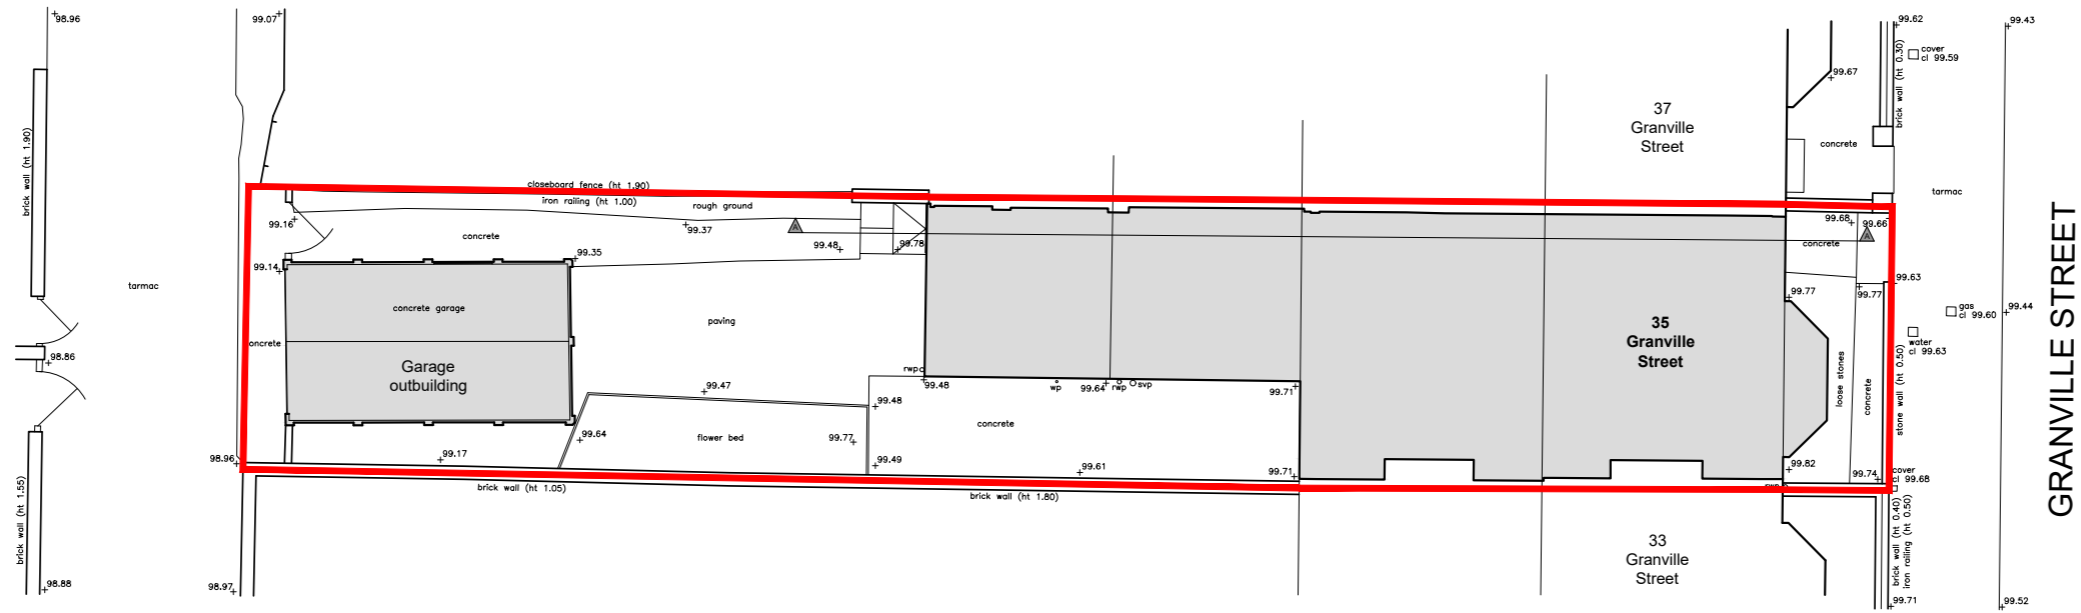 98.96
99.07
99.62
99.43
cover
cl 99.59
brick wall (ht 0.30)
99.67
37
Granville
Street
concrete
tarmac
brick wall (ht 1.90)
closeboard fence (ht 1.90)
iron railing (ht 1.00)
rough ground
99.16
99.37
concrete
99.48
99.78
A
A
99.68
99.66
concrete
99.14
99.35
99.63
tarmac
concrete garage
paving
Garage
outbuilding
concrete
99.77
99.77
gas
cl 99.60
99.44
water
cl 99.63
35
Granville
Street
GRANVILLE STREET
98.86
rwp
99.48
wp
99.64
rwp
svp
99.71
99.47
99.48
loose stones
concrete
stone wall (ht 0.50)
99.64
flower bed
99.77
concrete
99.49
99.61
99.71
99.82
99.74
cover
cl 99.68
98.96
99.17
brick wall (ht 1.05)
brick wall (ht 1.80)
brick wall (ht 1.55)
33
Granville
Street
brick wall (ht 0.40)
iron railing (ht 0.50)
98.88
98.97
99.71
99.52